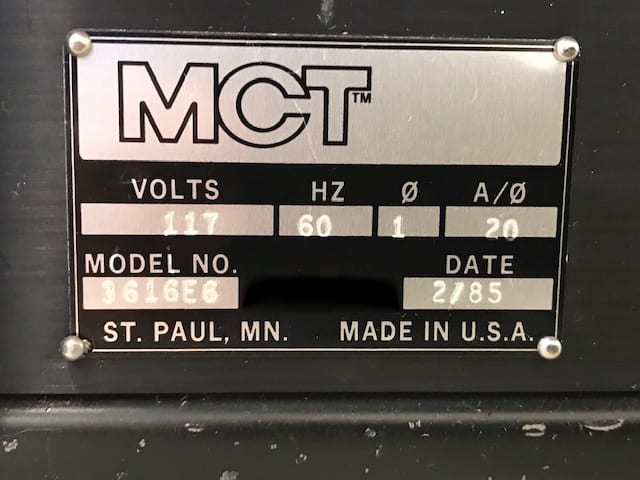 MCT™
VOLTS HZ Ø A/Ø
117 60 1 20
MODEL NO. DATE
3616E6 2/85
ST. PAUL, MN. MADE IN U.S.A.